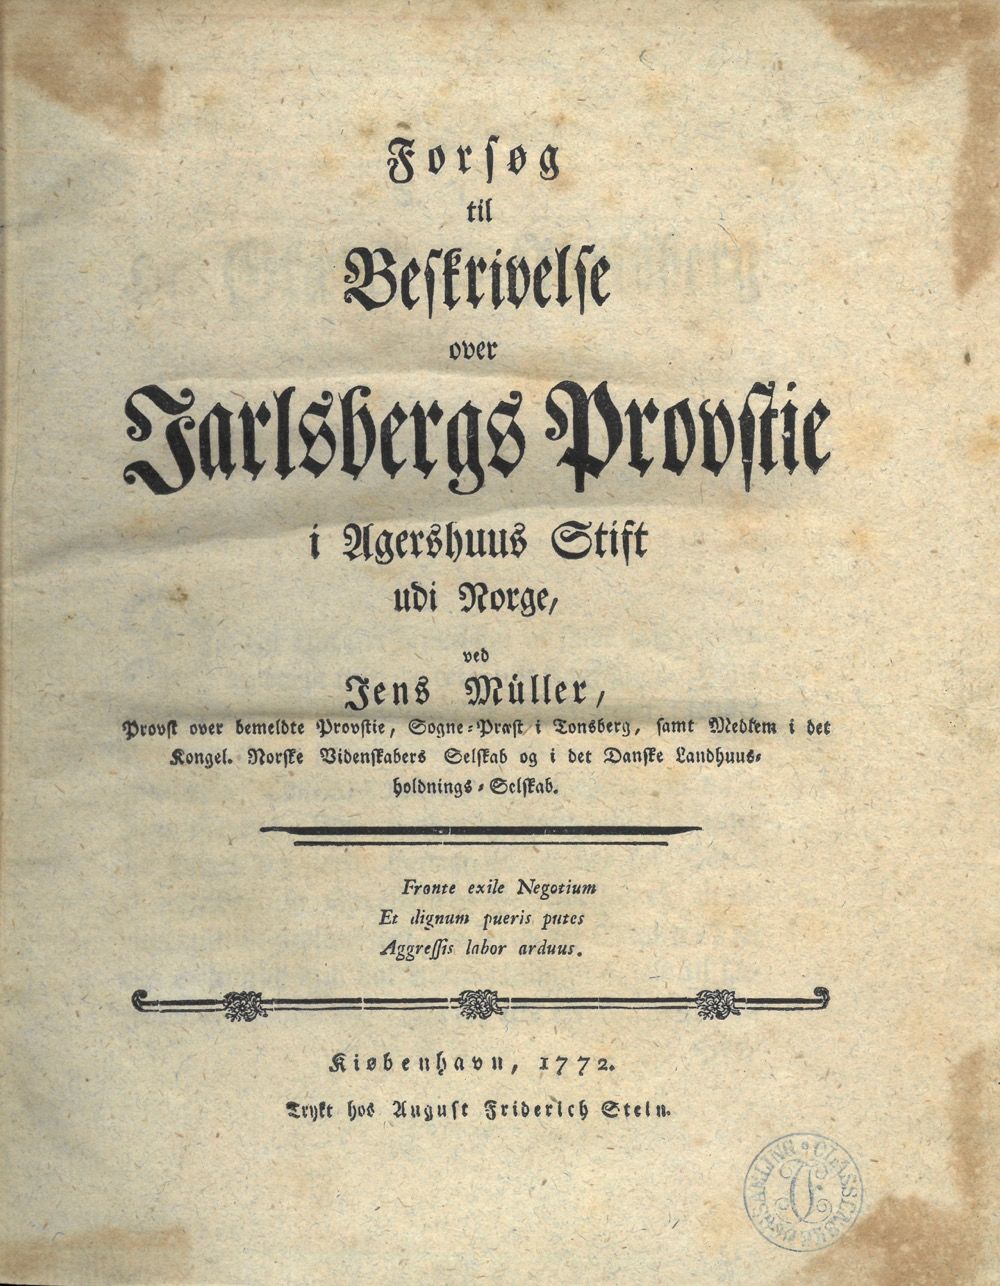 Forsøg
til
Beskrivelse
over
Jarlsbergs Provstie
i Agershuus Stift
udi Norge,
ved
Jens Müller,
Provst over bemeldte Provstie, Sogne-Præst i Tonsberg, samt Medlem i det
Kongel. Norske Videnskabers Selskab og i det Danske Landhuus-
holdnings-Selskab.
Fronte exile Negotium
Et dignum pueris putes
Aggressis labor arduus.
Kiøbenhavn, 1772.
Trykt hos August Friderich Stein.